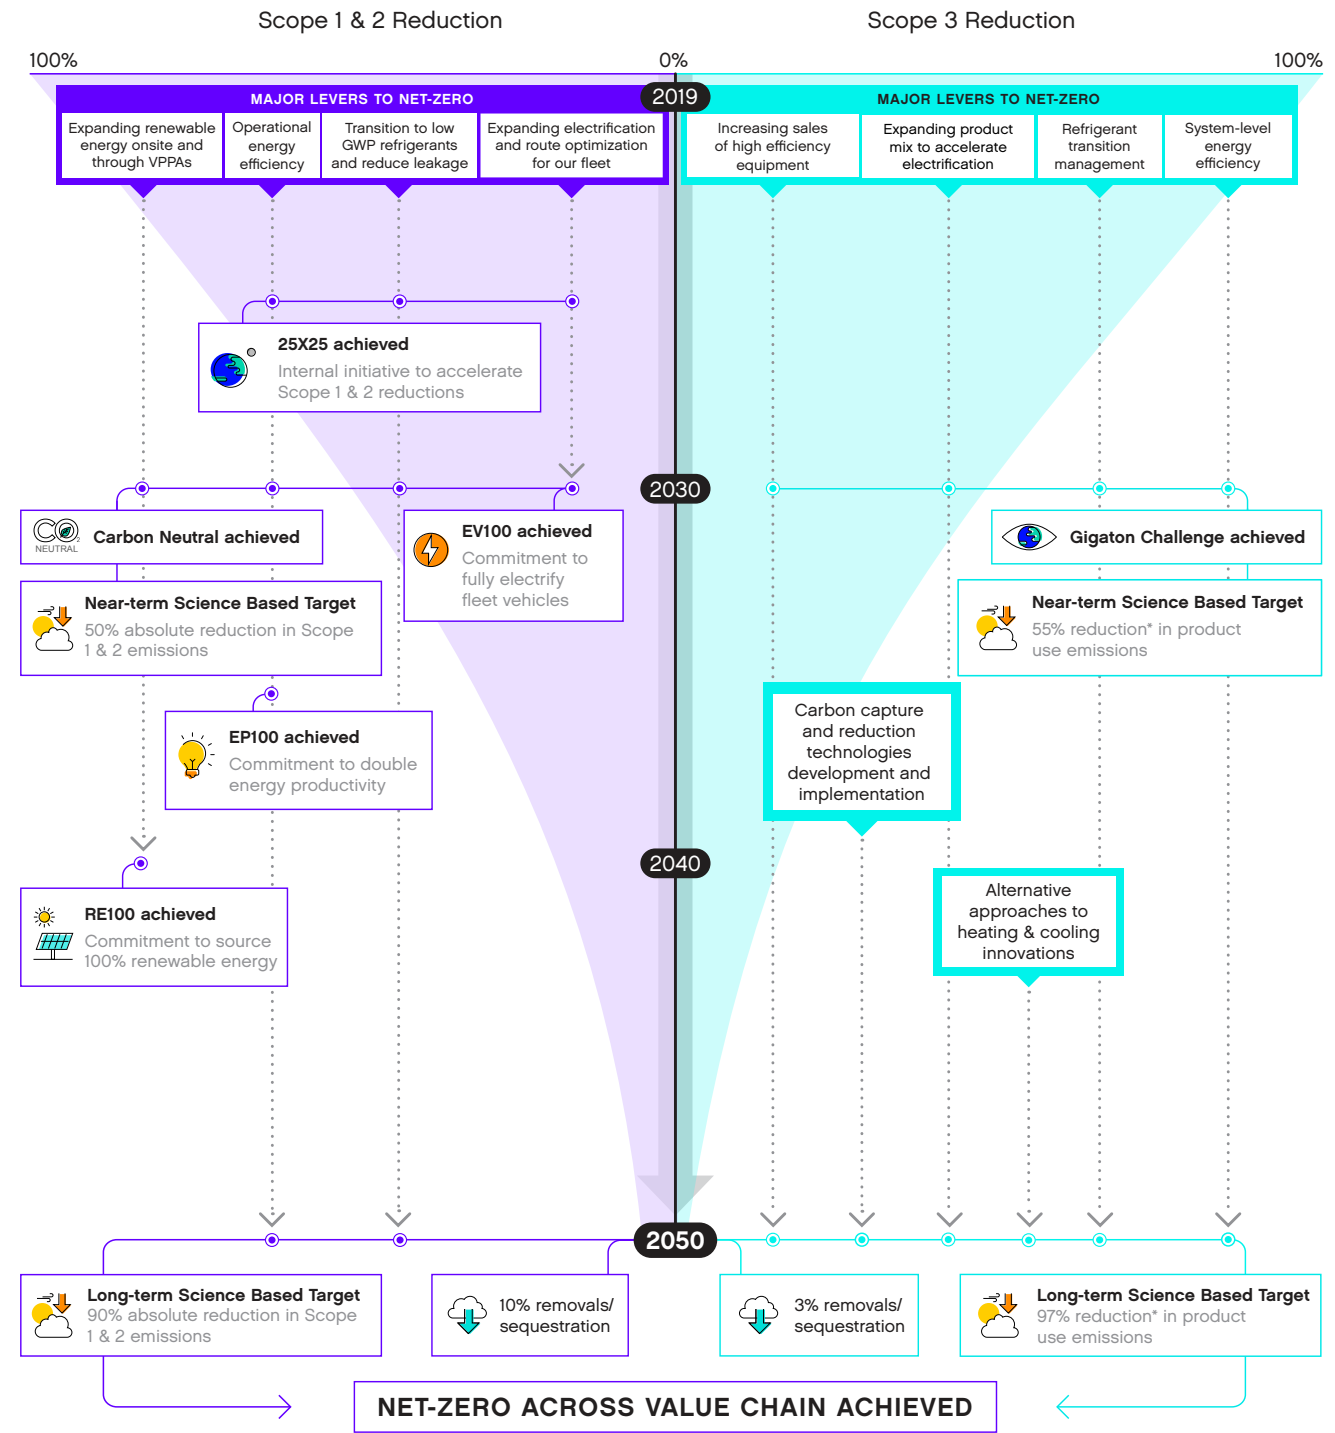 Scope 1 & 2 Reduction
Scope 3 Reduction
100%
0%
100%
2019
MAJOR LEVERS TO NET-ZERO
Expanding renewable
energy onsite and
through VPPAs
Operational
energy
efficiency
Transition to low
GWP refrigerants
and reduce leakage
Expanding electrification
and route optimization
for our fleet
MAJOR LEVERS TO NET-ZERO
Increasing sales
of high efficiency
equipment
Expanding product
mix to accelerate
electrification
Refrigerant
transition
management
System-level
energy
efficiency
25X25 achieved
Internal initiative to accelerate
Scope 1 & 2 reductions
2030
CO2
NEUTRAL
Carbon Neutral achieved
EV100 achieved
Commitment to
fully electrify
fleet vehicles
Gigaton Challenge achieved
Near-term Science Based Target
50% absolute reduction in Scope
1 & 2 emissions
Near-term Science Based Target
55% reduction* in product
use emissions
EP100 achieved
Commitment to double
energy productivity
Carbon capture
and reduction
technologies
development and
implementation
2040
RE100 achieved
Commitment to source
100% renewable energy
Alternative
approaches to
heating & cooling
innovations
2050
Long-term Science Based Target
90% absolute reduction in Scope
1 & 2 emissions
10% removals/
sequestration
3% removals/
sequestration
Long-term Science Based Target
97% reduction* in product
use emissions
NET-ZERO ACROSS VALUE CHAIN ACHIEVED